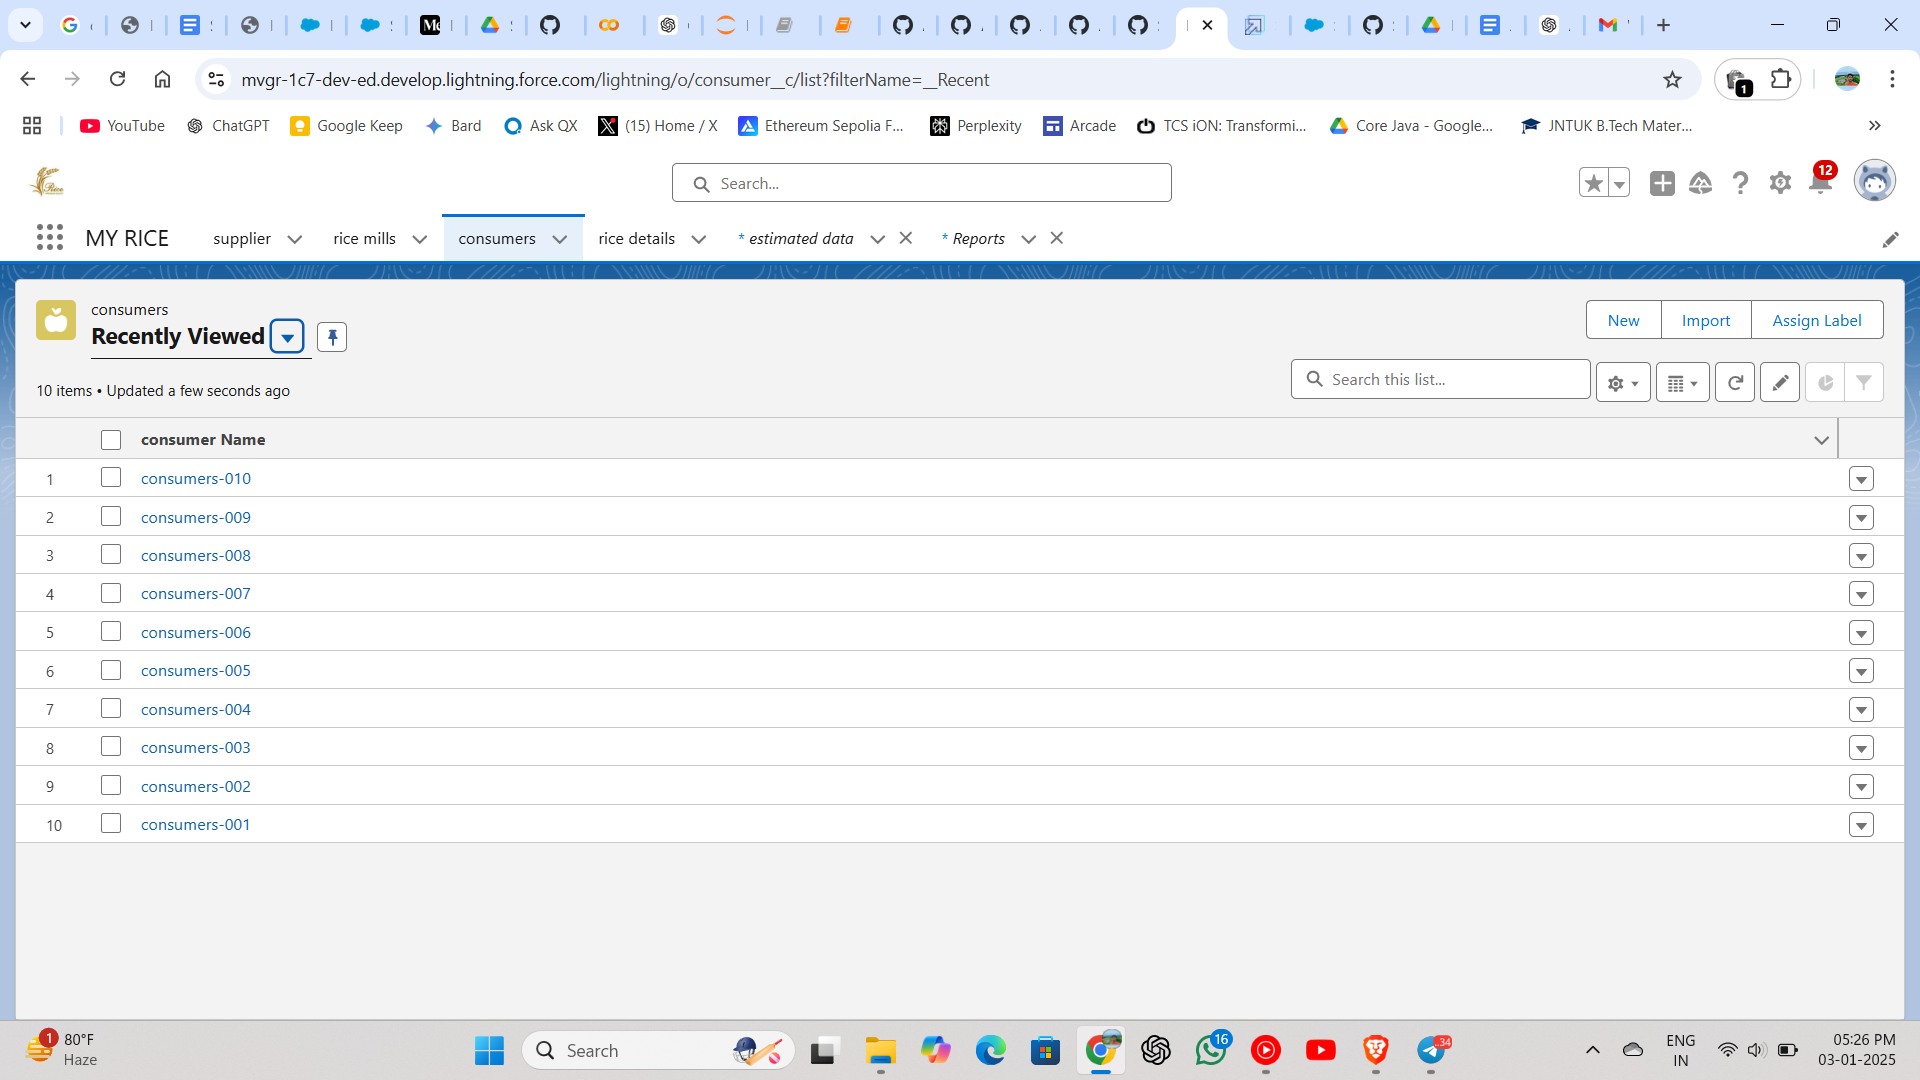 mvgr-1c7-dev-ed.develop.lightning.force.com/lightning/o/consumer__c/list?filterName=__Recent
1
YouTube
ChatGPT
Google Keep
Bard
Ask QX
(15) Home / X
Ethereum Sepolia F...
Perplexity
Arcade
TCS iON: Transformi...
Core Java - Google...
JNTUK B.Tech Mater...
Rice
Search...
12
MY RICE
supplier
rice mills
consumers
rice details
* estimated data
* Reports
consumers
Recently Viewed
New
Import
Assign Label
10 items • Updated a few seconds ago
Search this list...
consumer Name
1 consumers-010
2 consumers-009
3 consumers-008
4 consumers-007
5 consumers-006
6 consumers-005
7 consumers-004
8 consumers-003
9 consumers-002
10 consumers-001
1
80°F
Haze
Search
16
34
ENG
IN
05:26 PM
03-01-2025